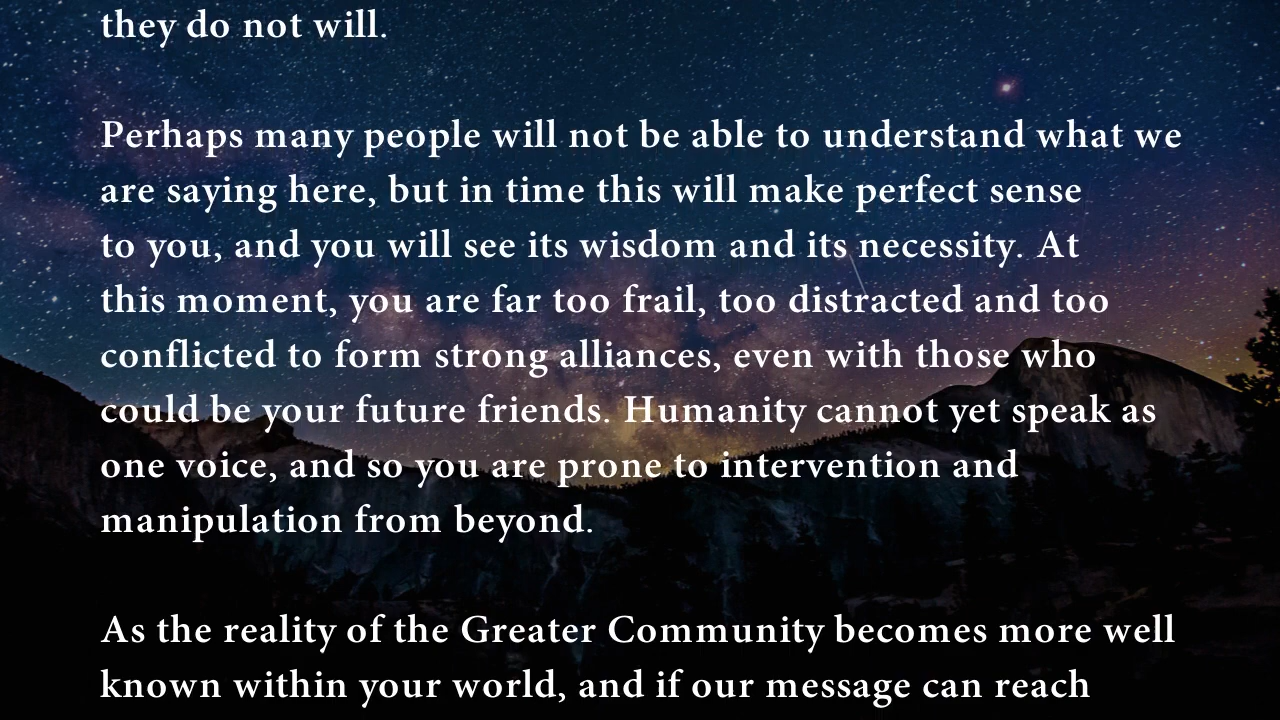 they do not will.
Perhaps many people will not be able to understand what we
are saying here, but in time this will make perfect sense
to you, and you will see its wisdom and its necessity. At
this moment, you are far too frail, too distracted and too
conflicted to form strong alliances, even with those who
could be your future friends. Humanity cannot yet speak as
one voice, and so you are prone to intervention and
manipulation from beyond.
As the reality of the Greater Community becomes more well
known within your world, and if our message can reach